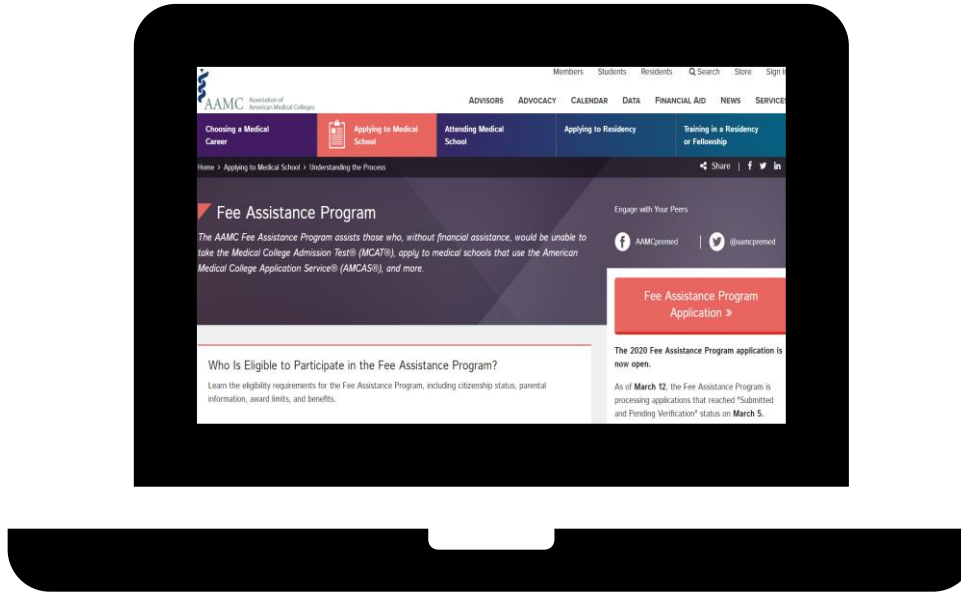 Members Students Residents Search Store Sign I
AAMC Association of
American Medical Colleges
ADVISORS ADVOCACY CALENDAR DATA FINANCIAL AID NEWS SERVICES
Choosing a Medical
Career
Applying to Medical
School
Attending Medical
School
Applying to Residency
Training in a Residency
or Fellowship
Home > Applying to Medical School > Understanding the Process
Share | f in
Fee Assistance Program
The AAMC Fee Assistance Program assists those who, without financial assistance, would be unable to
take the Medical College Admission Test® (MCAT®), apply to medical schools that use the American
Medical College Application Service® (AMCAS®), and more.
Engage with Your Peers
AAMCpremed | @aamcpremed
Fee Assistance Program
Application »
The 2020 Fee Assistance Program application is
now open.
As of March 12, the Fee Assistance Program is
processing applications that reached "Submitted
and Pending Verification" status on March 5.
Who Is Eligible to Participate in the Fee Assistance Program?
Learn the eligibility requirements for the Fee Assistance Program, including citizenship status, parental
information, award limits, and benefits.